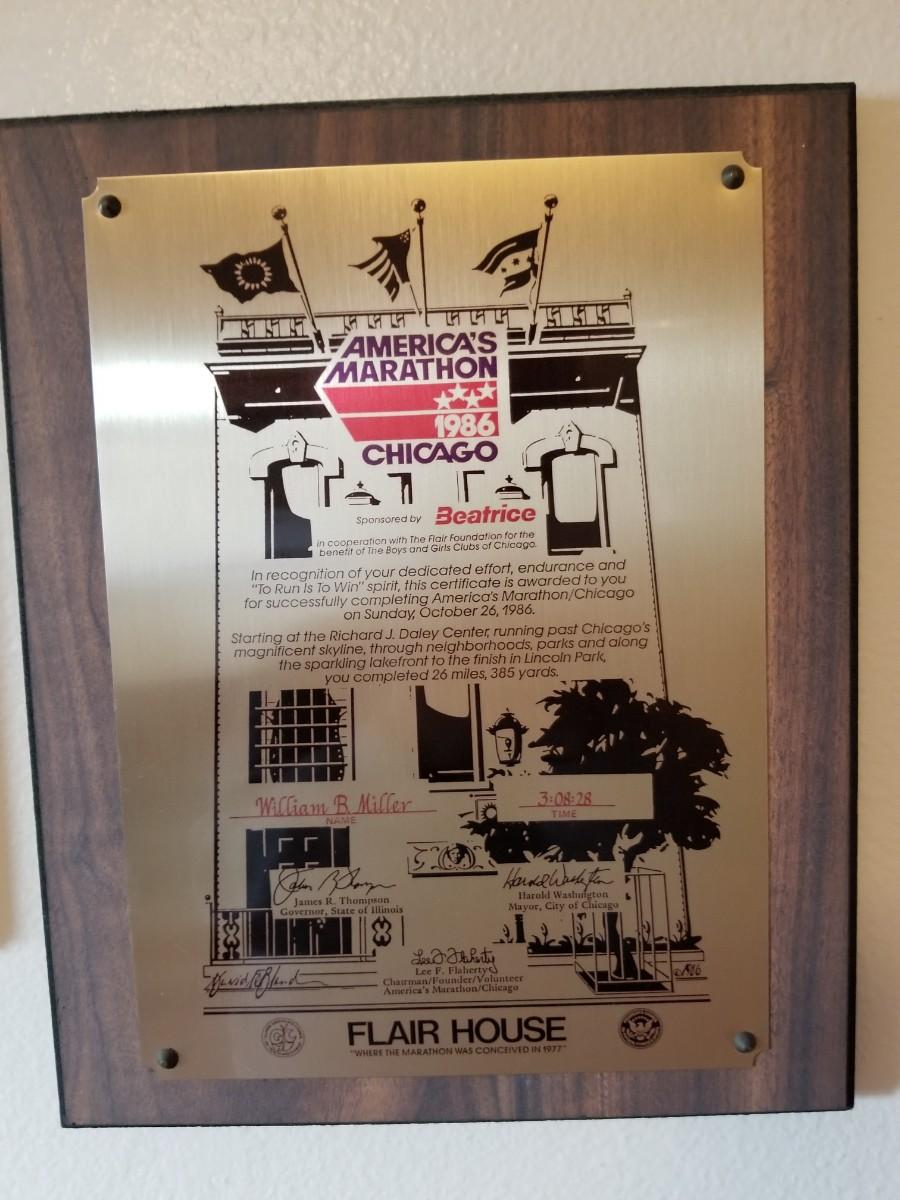 AMERICA'S
MARATHON
1986
CHICAGO
Sponsored by Beatrice
in cooperation with The Flair Foundation for the
benefit of The Boys and Girls Clubs of Chicago.
In recognition of your dedicated effort, endurance and
"To Run Is To Win" spirit, this certificate is awarded to you
for successfully completing America's Marathon/Chicago
on Sunday, October 26, 1986.
Starting at the Richard J. Daley Center, running past Chicago's
magnificent skyline, through neighborhoods, parks and along
the sparkling lakefront to the finish in Lincoln Park,
you completed 26 miles, 385 yards.
William B. Miller
NAME
3:08:28
TIME
James R. Thompson
Governor, State of Illinois
Harold Washington
Harold Washington
Mayor, City of Chicago
Lee F. Flaherty
Lee F. Flaherty
Chairman/Founder/Volunteer
America's Marathon/Chicago
©1986
FLAIR HOUSE
"WHERE THE MARATHON WAS CONCEIVED IN 1977"